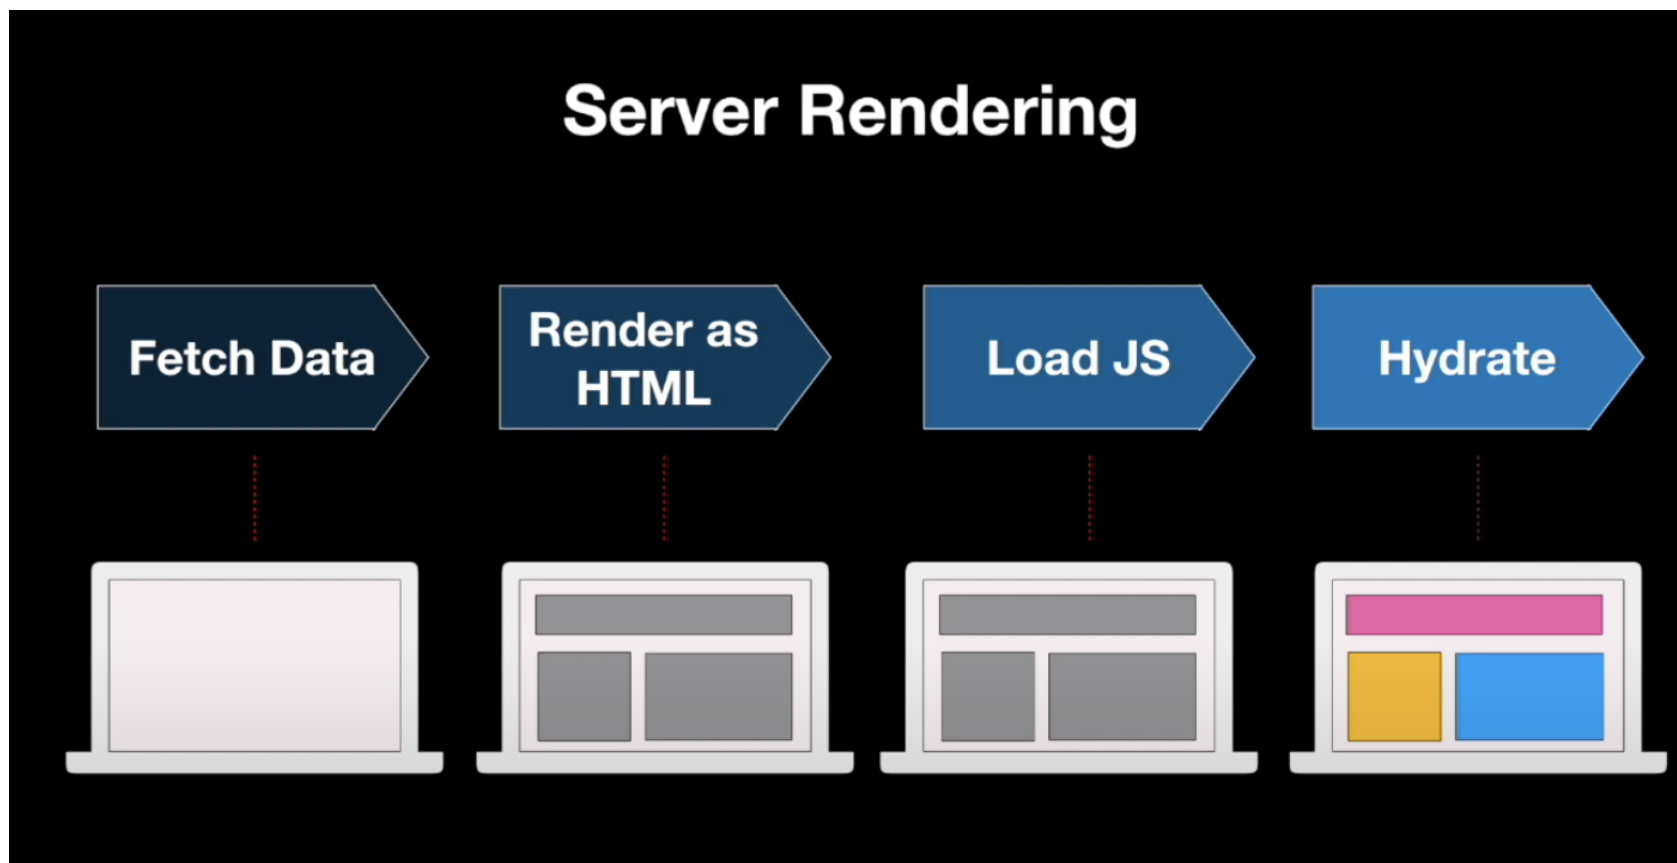 Server Rendering
Fetch Data
Render as
HTML
Load JS
Hydrate